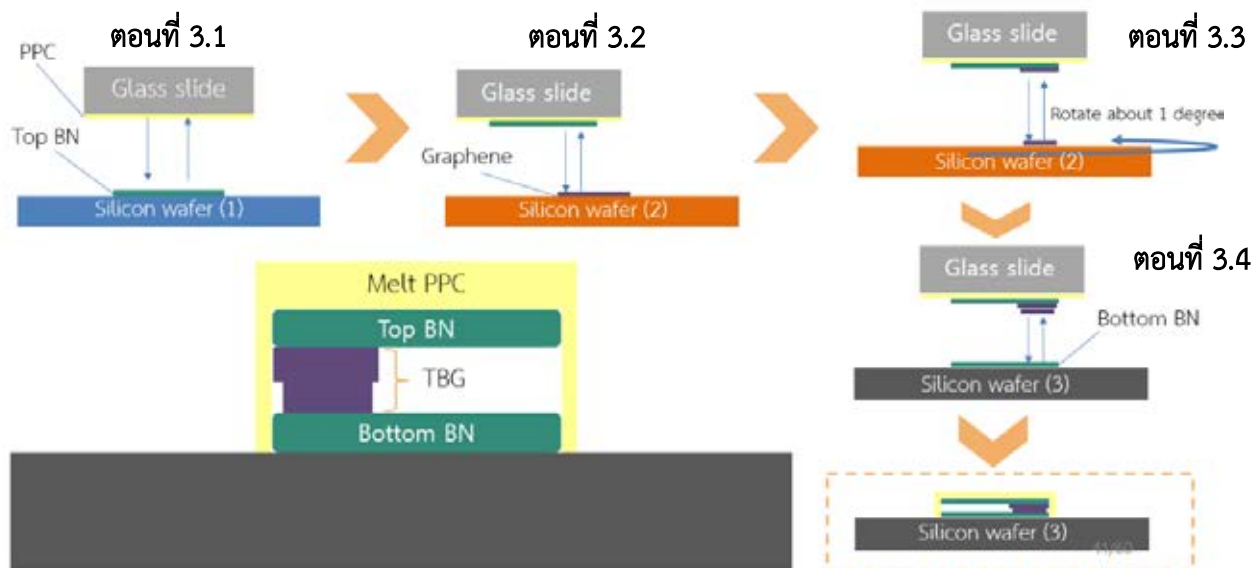 ตอนที่ 3.1
PPC
Glass slide
Top BN
Silicon wafer (1)
ตอนที่ 3.2
Glass slide
Graphene
Silicon wafer (2)
ตอนที่ 3.3
Glass slide
Rotate about 1 degree
Silicon wafer (2)
ตอนที่ 3.4
Glass slide
Bottom BN
Silicon wafer (3)
Melt PPC
Top BN
TBG
Bottom BN
Silicon wafer (3)